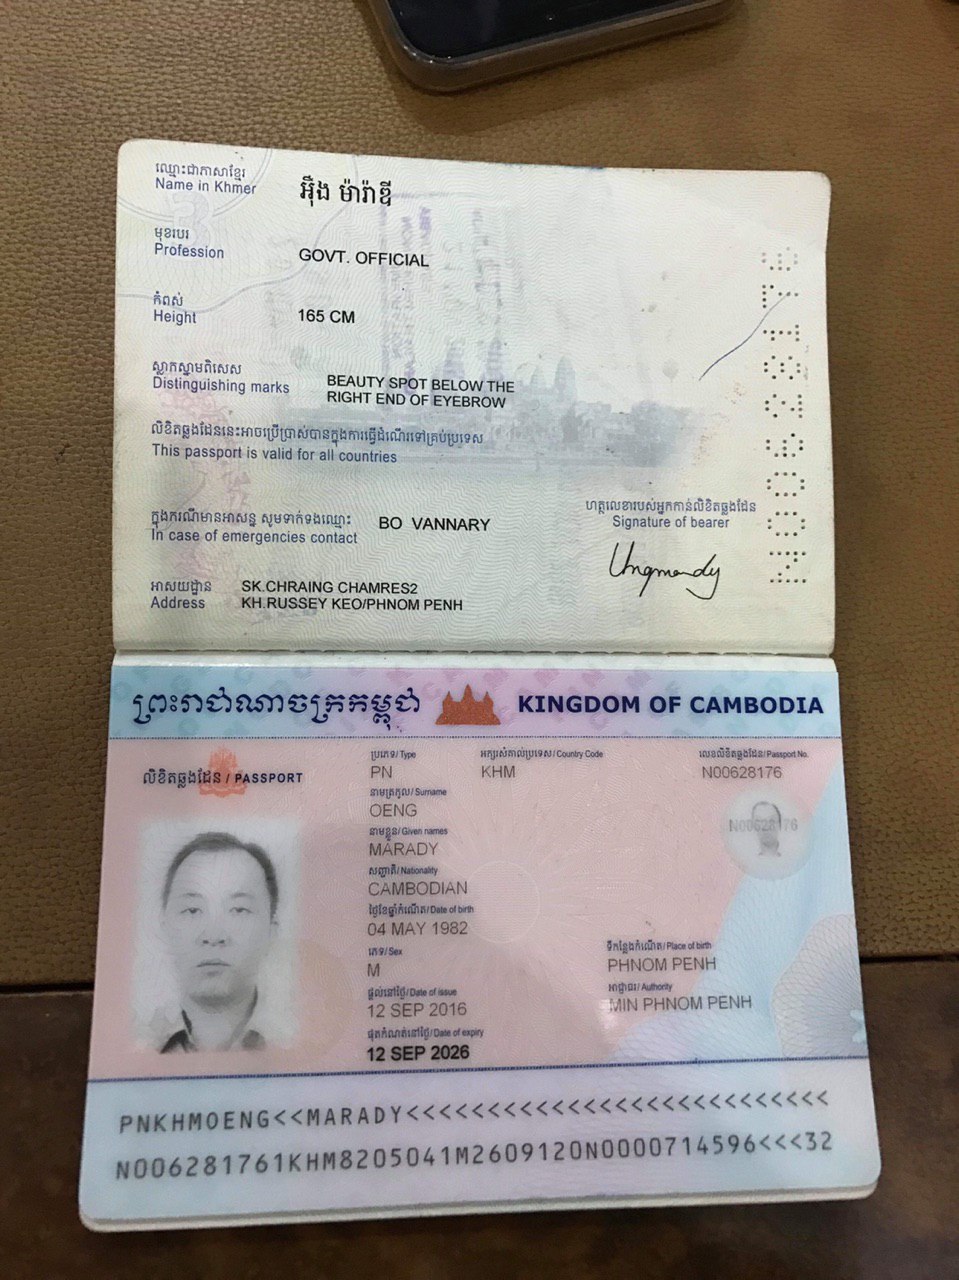 ឈ្មោះជាភាសាខ្មែរ
Name in Khmer
អ៊ឹង ម៉ារ៉ាឌី
មុខរបរ
Profession
GOVT. OFFICIAL
កំពស់
Height
165 CM
ស្លាកស្នាមពិសេស
Distinguishing marks
BEAUTY SPOT BELOW THE
RIGHT END OF EYEBROW
លិខិតឆ្លងដែននេះអាចប្រើប្រាស់បានក្នុងការធ្វើដំណើរទៅគ្រប់ប្រទេស
This passport is valid for all countries
ក្នុងករណីមានអាសន្ន សូមទាក់ទងឈ្មោះ
In case of emergencies contact
BO VANNARY
ហត្ថលេខារបស់អ្នកកាន់លិខិតឆ្លងដែន
Signature of bearer
Ungmardy
អាសយដ្ឋាន
Address
SK.CHRAING CHAMRES2
KH.RUSSEY KEO/PHNOM PENH
N00628176
ព្រះរាជាណាចក្រកម្ពុជា
KINGDOM OF CAMBODIA
លិខិតឆ្លងដែន / PASSPORT
ប្រភេទ/ Type
PN
អក្សរសំគាល់ប្រទេស/ Country Code
KHM
លេខលិខិតឆ្លងដែន/ Passport No.
N00628176
នាមត្រកូល/ Surname
OENG
នាមខ្លួន/ Given names
MARADY
N00628176
សញ្ជាតិ/ Nationality
CAMBODIAN
ថ្ងៃខែឆ្នាំកំណើត/ Date of birth
04 MAY 1982
ភេទ/ Sex
M
ទីកន្លែងកំណើត/ Place of birth
PHNOM PENH
ផ្តល់នៅថ្ងៃ/ Date of issue
12 SEP 2016
អាជ្ញាធរ/ Authority
MIN PHNOM PENH
ផុតកំណត់នៅថ្ងៃ/ Date of expiry
12 SEP 2026
PNKHMOENG<<MARADY<<<<<<<<<<<<<<<<<<<<<<<<<<<
N006281761KHM8205041M2609120N0000714596<<<32